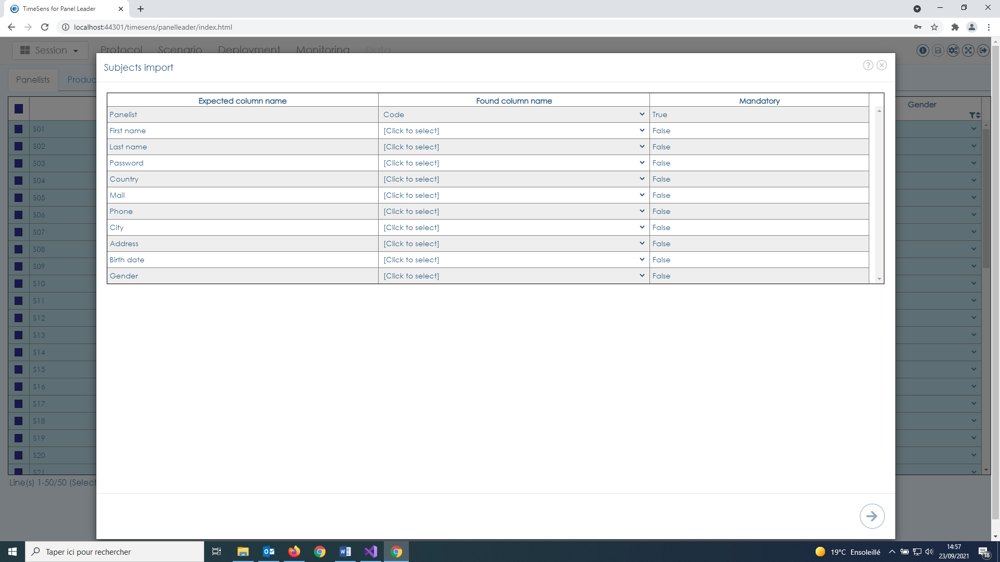 TimeSens for Panel Leader
localhost:44301/timesens/panelleader/index.html
Session Protocol Scenario Deployment Monitoring Data
Subjects import
Panelists Produc
Expected column name Found column name Mandatory
Gender
Panelist Code True
First name [Click to select] False
Last name [Click to select] False
Password [Click to select] False
Country [Click to select] False
Mail [Click to select] False
Phone [Click to select] False
City [Click to select] False
Address [Click to select] False
Birth date [Click to select] False
Gender [Click to select] False
S01
S02
S03
S04
S05
S06
S07
S08
S09
S10
S11
S12
S13
S14
S15
S16
S17
S18
S19
S20
S21
Line(s) 1-50/50 (Select
Taper ici pour rechercher
19°C Ensoleillé
14:57
23/09/2021
18